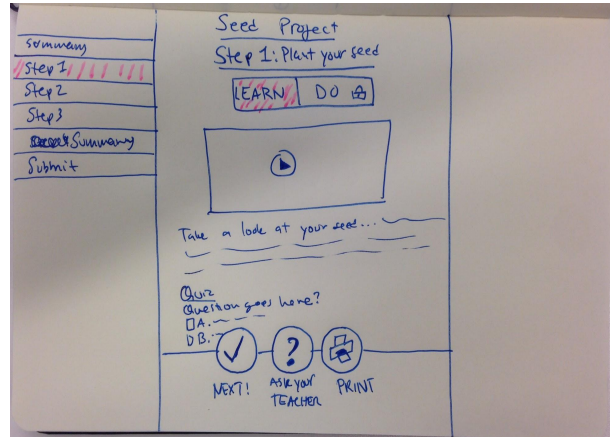 Summary
Step 1
Step 2
Step 3
Summary
Submit
Seed Project
Step 1: Plant your seed
LEARN DO
Take a look at your seed...
Quiz
Question goes here?
A.
B.
?
NEXT! ASK YOUR TEACHER PRINT